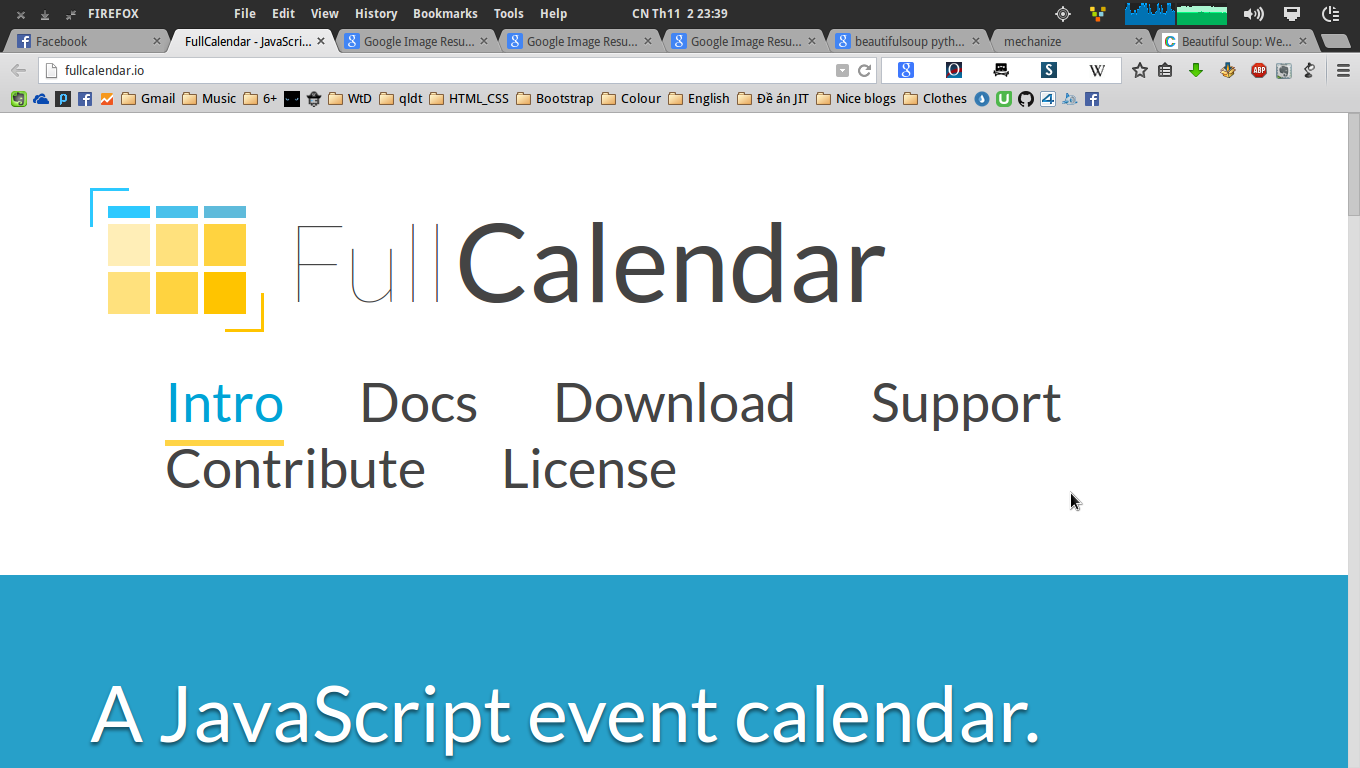 FIREFOX File Edit View History Bookmarks Tools Help CN Th11 2 23:39
Facebook FullCalendar - JavaScri... Google Image Resu... Google Image Resu... Google Image Resu... beautifulsoup pyth... mechanize Beautiful Soup: We...
fullcalendar.io
Gmail Music 6+ WtD qldt HTML_CSS Bootstrap Colour English Đề án JIT Nice blogs Clothes
FullCalendar
Intro Docs Download Support
Contribute License
A JavaScript event calendar.